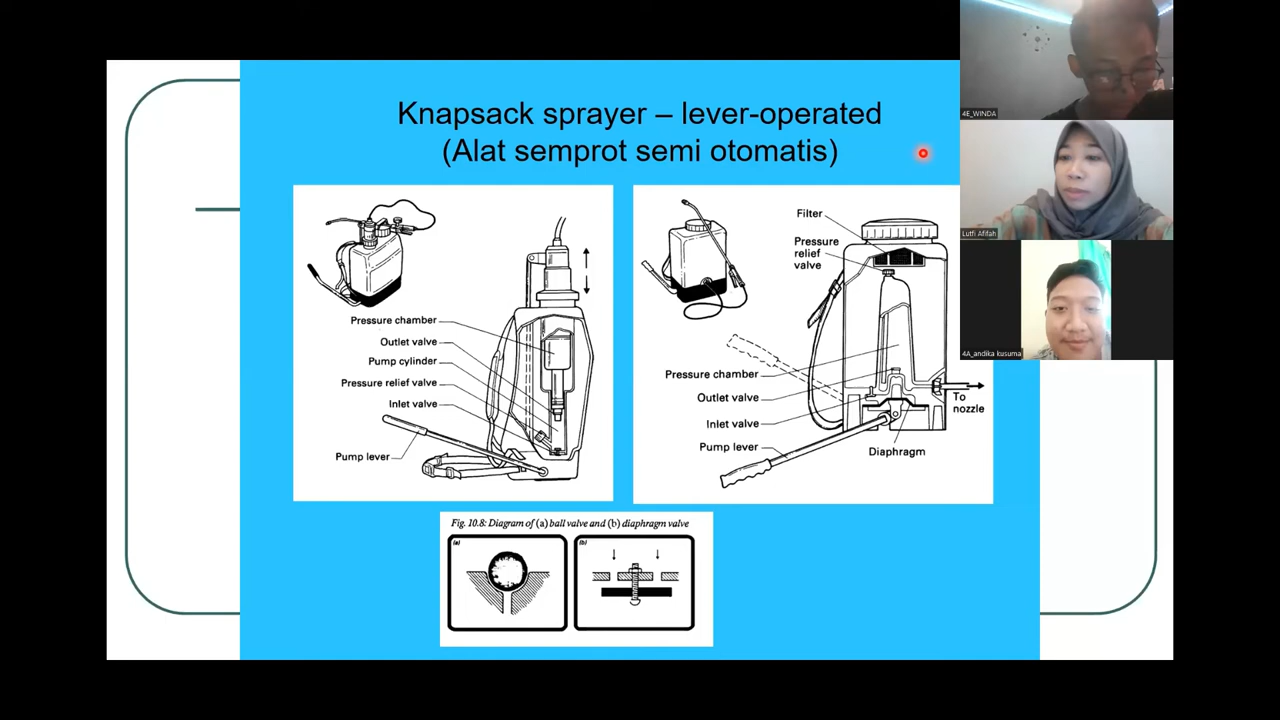 Knapsack sprayer – lever-operated
(Alat semprot semi otomatis)
Pressure chamber
Outlet valve
Pump cylinder
Pressure relief valve
Inlet valve
Pump lever
Filter
Pressure
relief
valve
Pressure chamber
Outlet valve
Inlet valve
Pump lever
Diaphragm
To
nozzle
Fig. 10.8: Diagram of (a) ball valve and (b) diaphragm valve
(a)
(b)
4E_WINDA
Lutfi Afifah
4A_andika kusuma